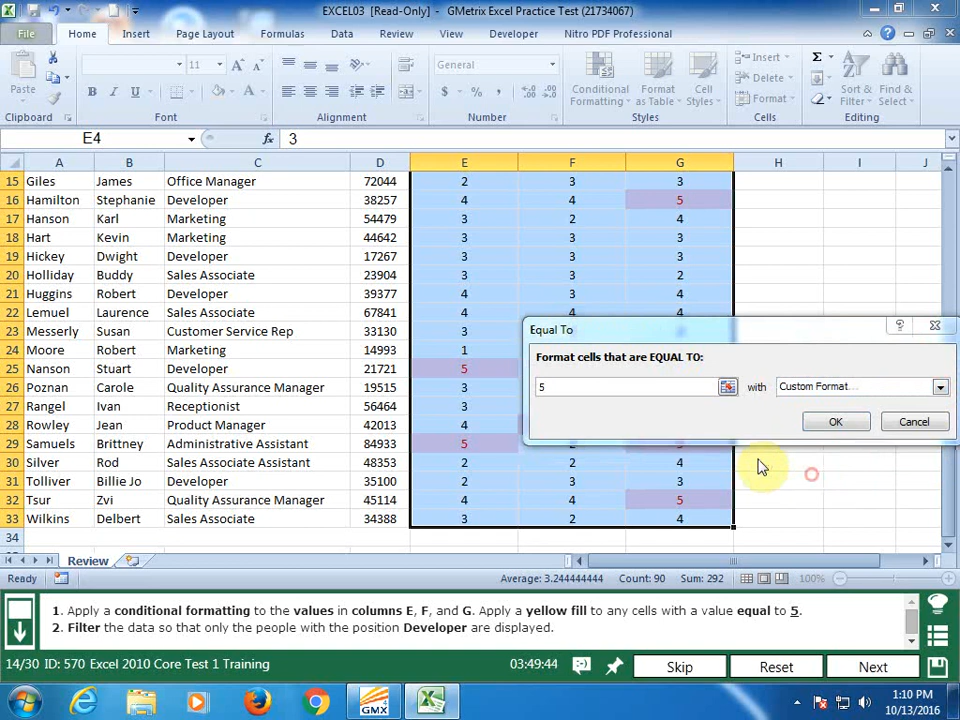 EXCEL03 [Read-Only] - GMetrix Excel Practice Test (21734067)
File Home Insert Page Layout Formulas Data Review View Developer Nitro PDF Professional
Paste
11
General
Conditional Formatting
Format as Table
Cell Styles
Insert
Delete
Format
Sort & Filter
Find & Select
Clipboard Font Alignment Number Styles Cells Editing
E4 fx 3
A B C D E F G H I J
15 Giles James Office Manager 72044 2 3 3
16 Hamilton Stephanie Developer 38257 4 4 5
17 Hanson Karl Marketing 54479 3 2 4
18 Hart Kevin Marketing 44642 3 3 3
19 Hickey Dwight Developer 17267 3 3 3
20 Holliday Buddy Sales Associate 23904 3 3 2
21 Huggins Robert Developer 39377 4 3 4
22 Lemuel Laurence Sales Associate 67841 4 4 4
23 Messerly Susan Customer Service Rep 33130 3
24 Moore Robert Marketing 14993 1
25 Nanson Stuart Developer 21721 5
26 Poznan Carole Quality Assurance Manager 19515 3
27 Rangel Ivan Receptionist 56464 3
28 Rowley Jean Product Manager 42013 4
29 Samuels Brittney Administrative Assistant 84933 5
30 Silver Rod Sales Associate Assistant 48353 2 2 4
31 Tolliver Billie Jo Developer 35100 2 3 3
32 Tsur Zvi Quality Assurance Manager 45114 4 4 5
33 Wilkins Delbert Sales Associate 34388 3 2 4
34
Equal To
Format cells that are EQUAL TO:
5 with Custom Format...
OK Cancel
Review
Ready Average: 3.244444444 Count: 90 Sum: 292 100%
1. Apply a conditional formatting to the values in columns E, F, and G. Apply a yellow fill to any cells with a value equal to 5.
2. Filter the data so that only the people with the position Developer are displayed.
14/30 ID: 570 Excel 2010 Core Test 1 Training 03:49:44 Skip Reset Next
GMX
1:10 PM
10/13/2016